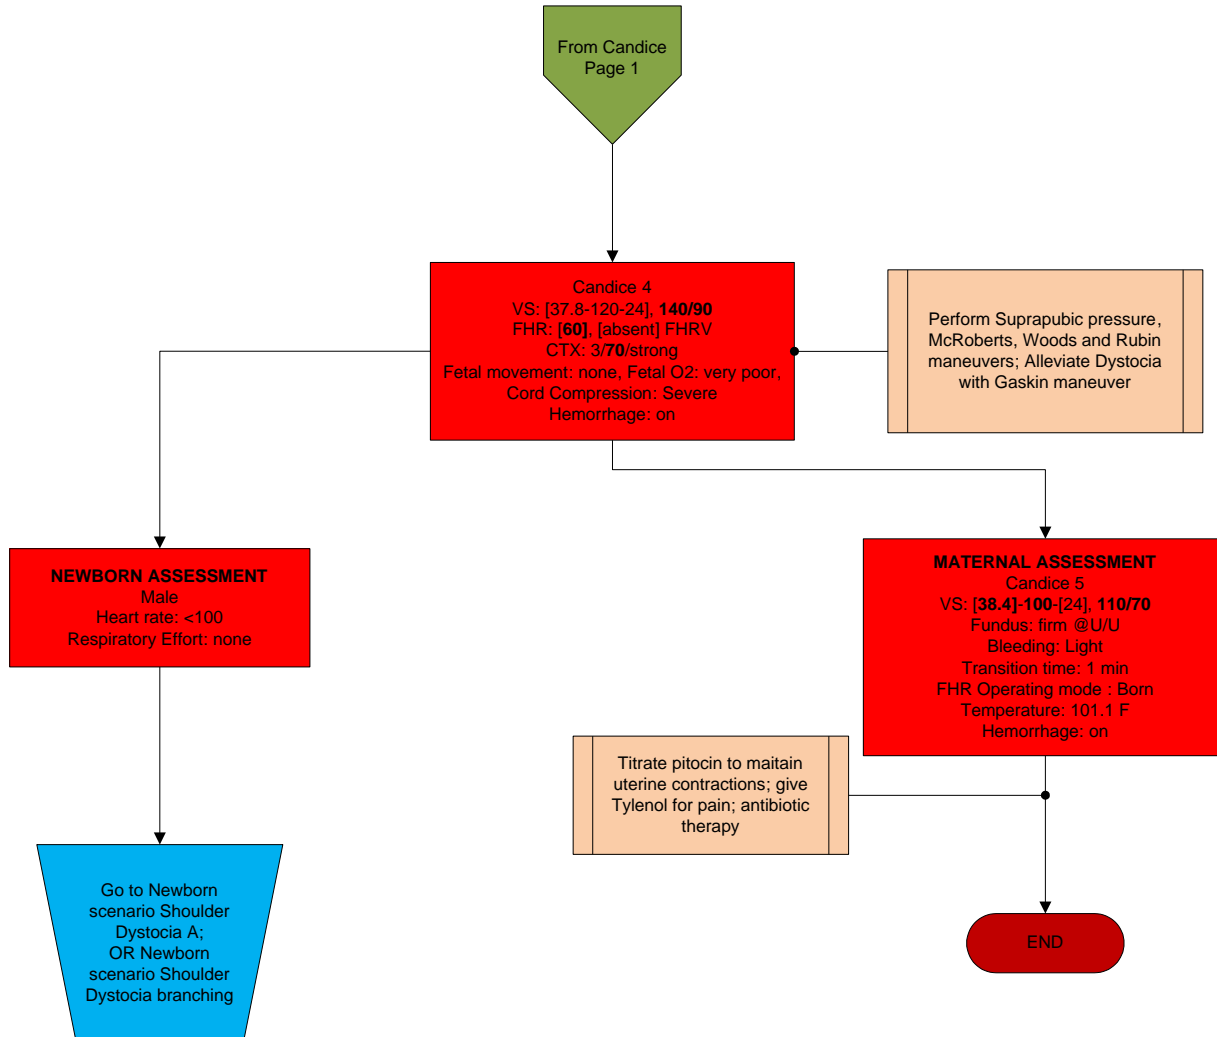 From Candice
Page 1
Candice 4
VS: [37.8-120-24], 140/90
FHR: [60], [absent] FHRV
CTX: 3/70/strong
Fetal movement: none, Fetal O2: very poor,
Cord Compression: Severe
Hemorrhage: on
Perform Suprapubic pressure,
McRoberts, Woods and Rubin
maneuvers; Alleviate Dystocia
with Gaskin maneuver
NEWBORN ASSESSMENT
Male
Heart rate: <100
Respiratory Effort: none
MATERNAL ASSESSMENT
Candice 5
VS: [38.4]-100-[24], 110/70
Fundus: firm @U/U
Bleeding: Light
Transition time: 1 min
FHR Operating mode : Born
Temperature: 101.1 F
Hemorrhage: on
Titrate pitocin to maitain
uterine contractions; give
Tylenol for pain; antibiotic
therapy
Go to Newborn
scenario Shoulder
Dystocia A;
OR Newborn
scenario Shoulder
Dystocia branching
END